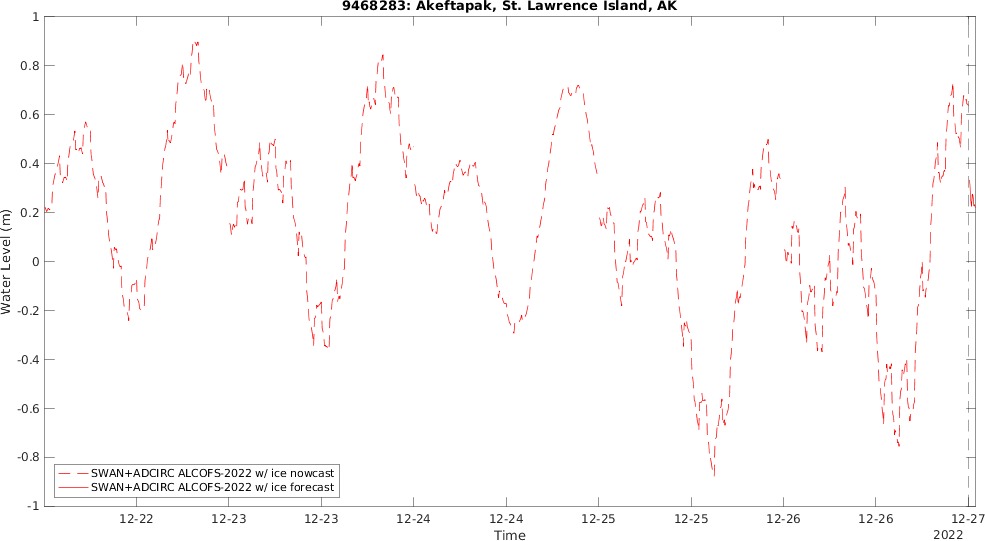 9468283: Akeftapak, St. Lawrence Island, AK
Water Level (m)
1
0.8
0.6
0.4
0.2
0
-0.2
-0.4
-0.6
-0.8
-1
SWAN+ADCIRC ALCOFS-2022 w/ ice nowcast
SWAN+ADCIRC ALCOFS-2022 w/ ice forecast
12-22 12-23 12-23 12-24 12-24 12-25 12-25 12-26 12-26 12-27
Time
2022